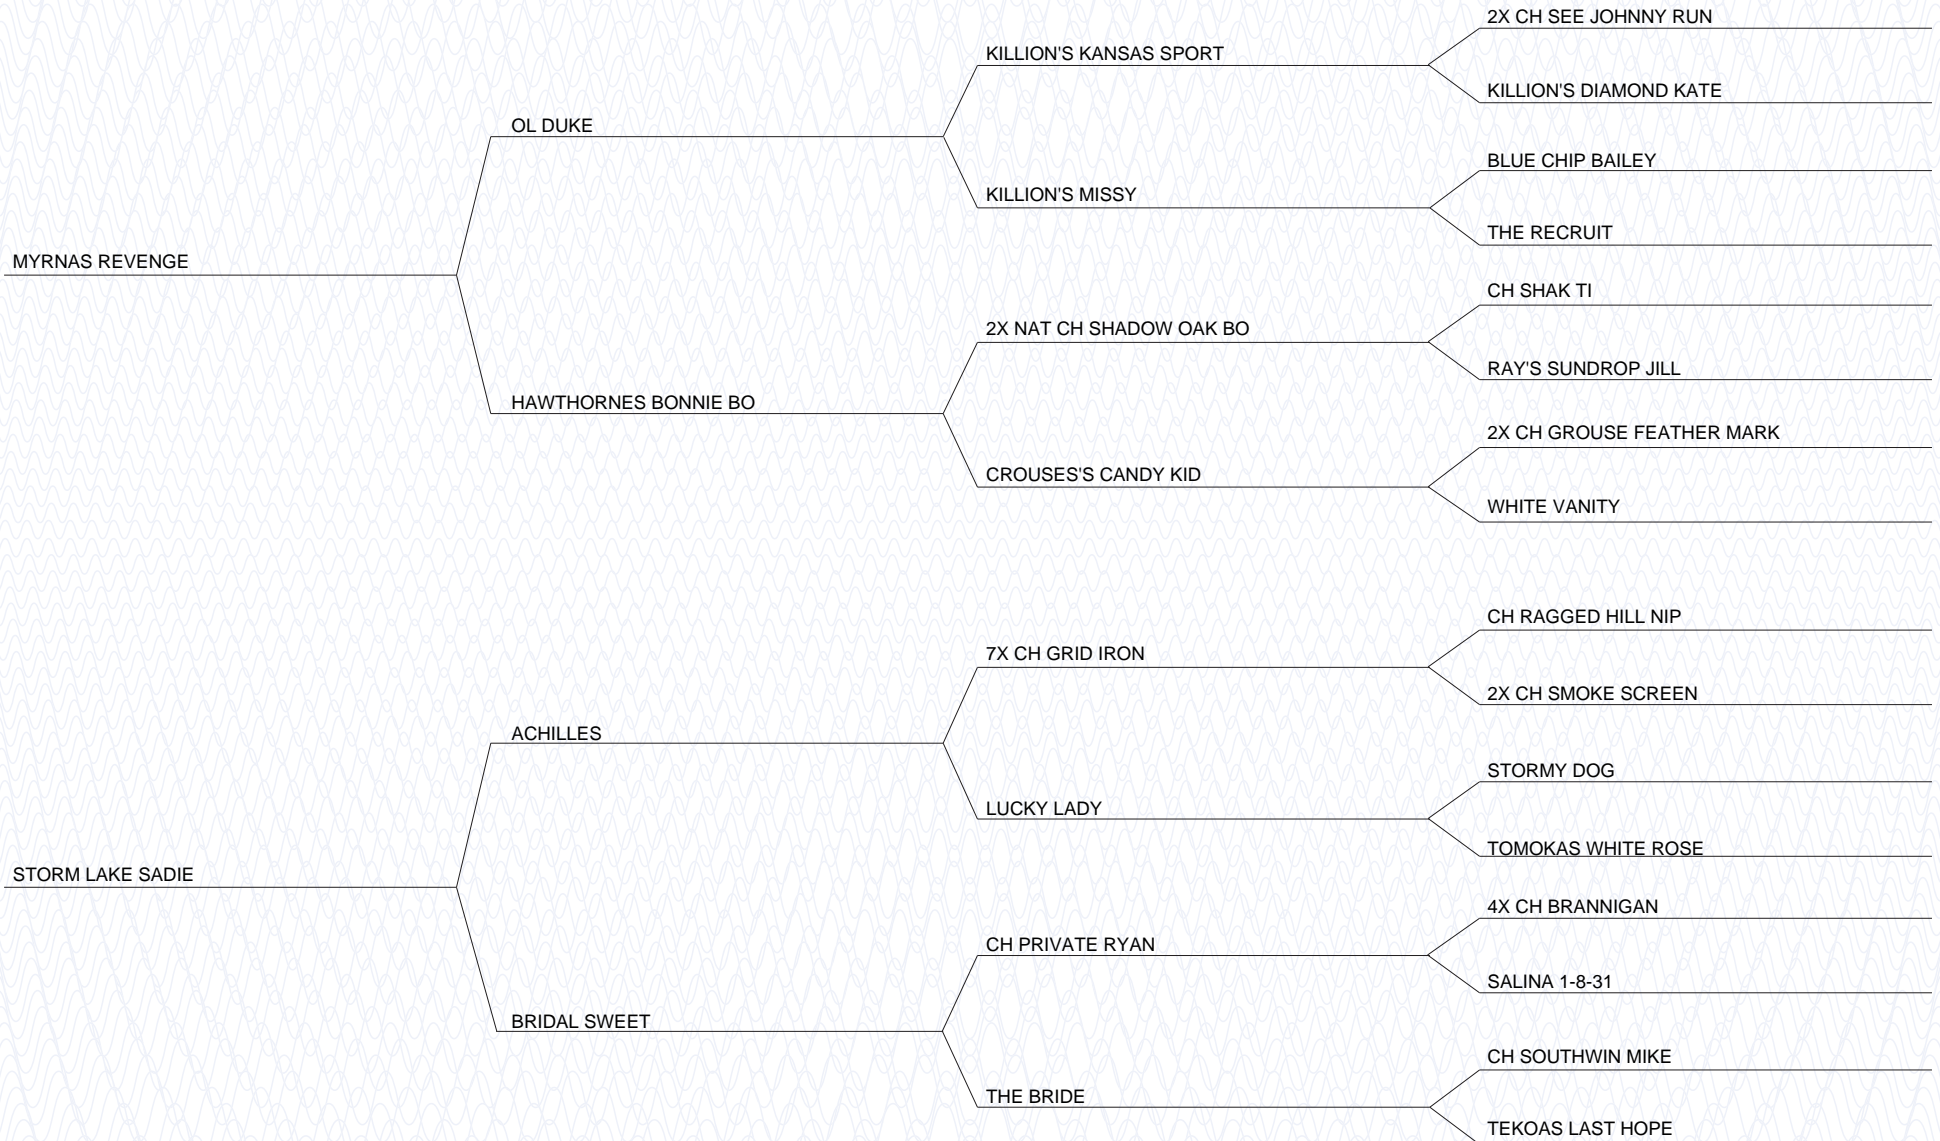 2X CH SEE JOHNNY RUN
KILLION'S KANSAS SPORT
KILLION'S DIAMOND KATE
OL DUKE
BLUE CHIP BAILEY
KILLION'S MISSY
THE RECRUIT
MYRNAS REVENGE
CH SHAK TI
2X NAT CH SHADOW OAK BO
RAY'S SUNDROP JILL
HAWTHORNES BONNIE BO
2X CH GROUSE FEATHER MARK
CROUSES'S CANDY KID
WHITE VANITY
CH RAGGED HILL NIP
7X CH GRID IRON
2X CH SMOKE SCREEN
ACHILLES
STORMY DOG
LUCKY LADY
TOMOKAS WHITE ROSE
STORM LAKE SADIE
4X CH BRANNIGAN
CH PRIVATE RYAN
SALINA 1-8-31
BRIDAL SWEET
CH SOUTHWIN MIKE
THE BRIDE
TEKOAS LAST HOPE